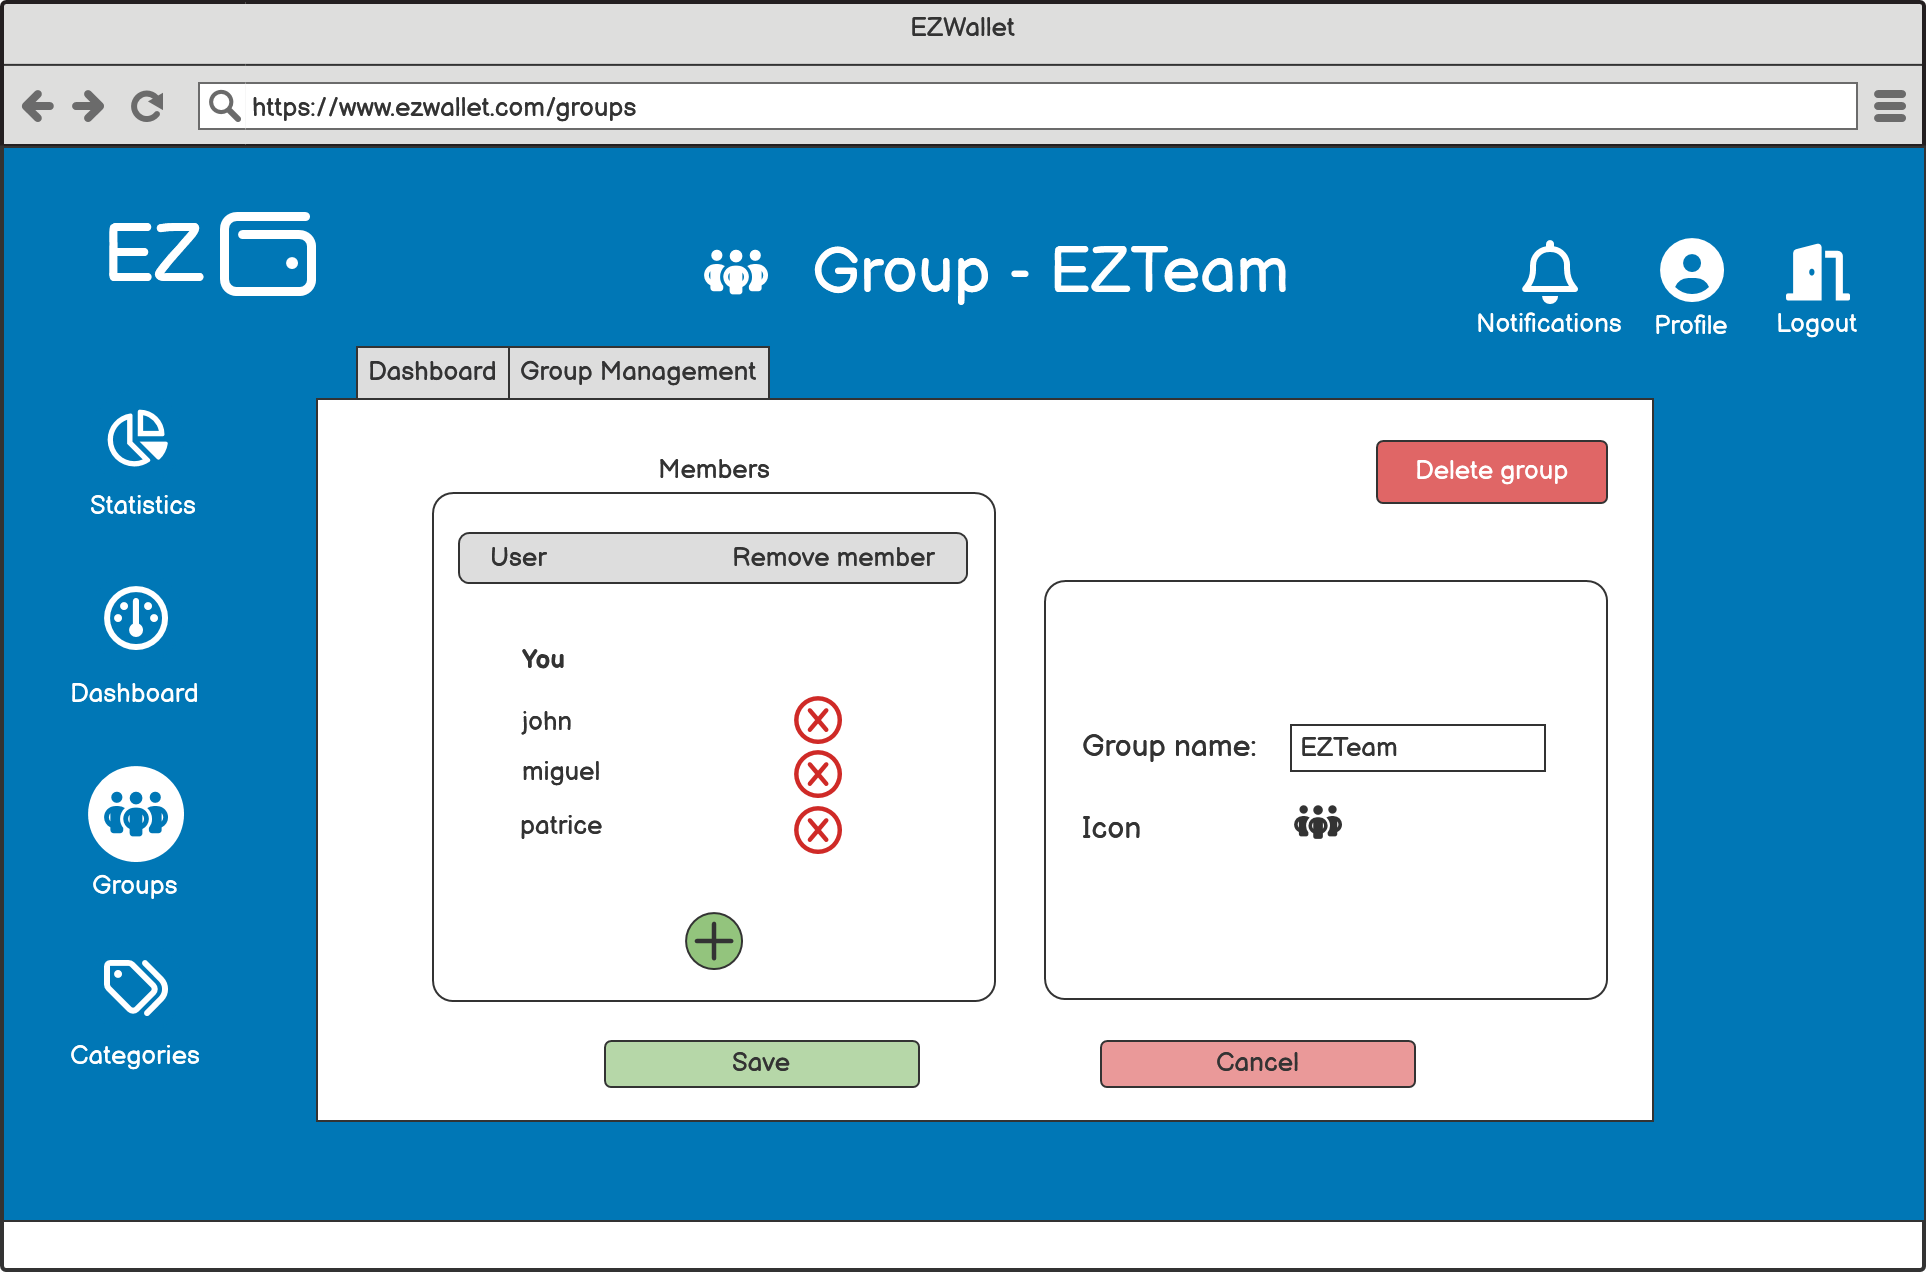 EZWallet
https://www.ezwallet.com/groups
EZ
Group - EZTeam
Notifications
Profile
Logout
Dashboard
Group Management
Statistics
Dashboard
Groups
Categories
Members
Delete group
User
Remove member
You
john
miguel
patrice
Group name:
EZTeam
Icon
Save
Cancel